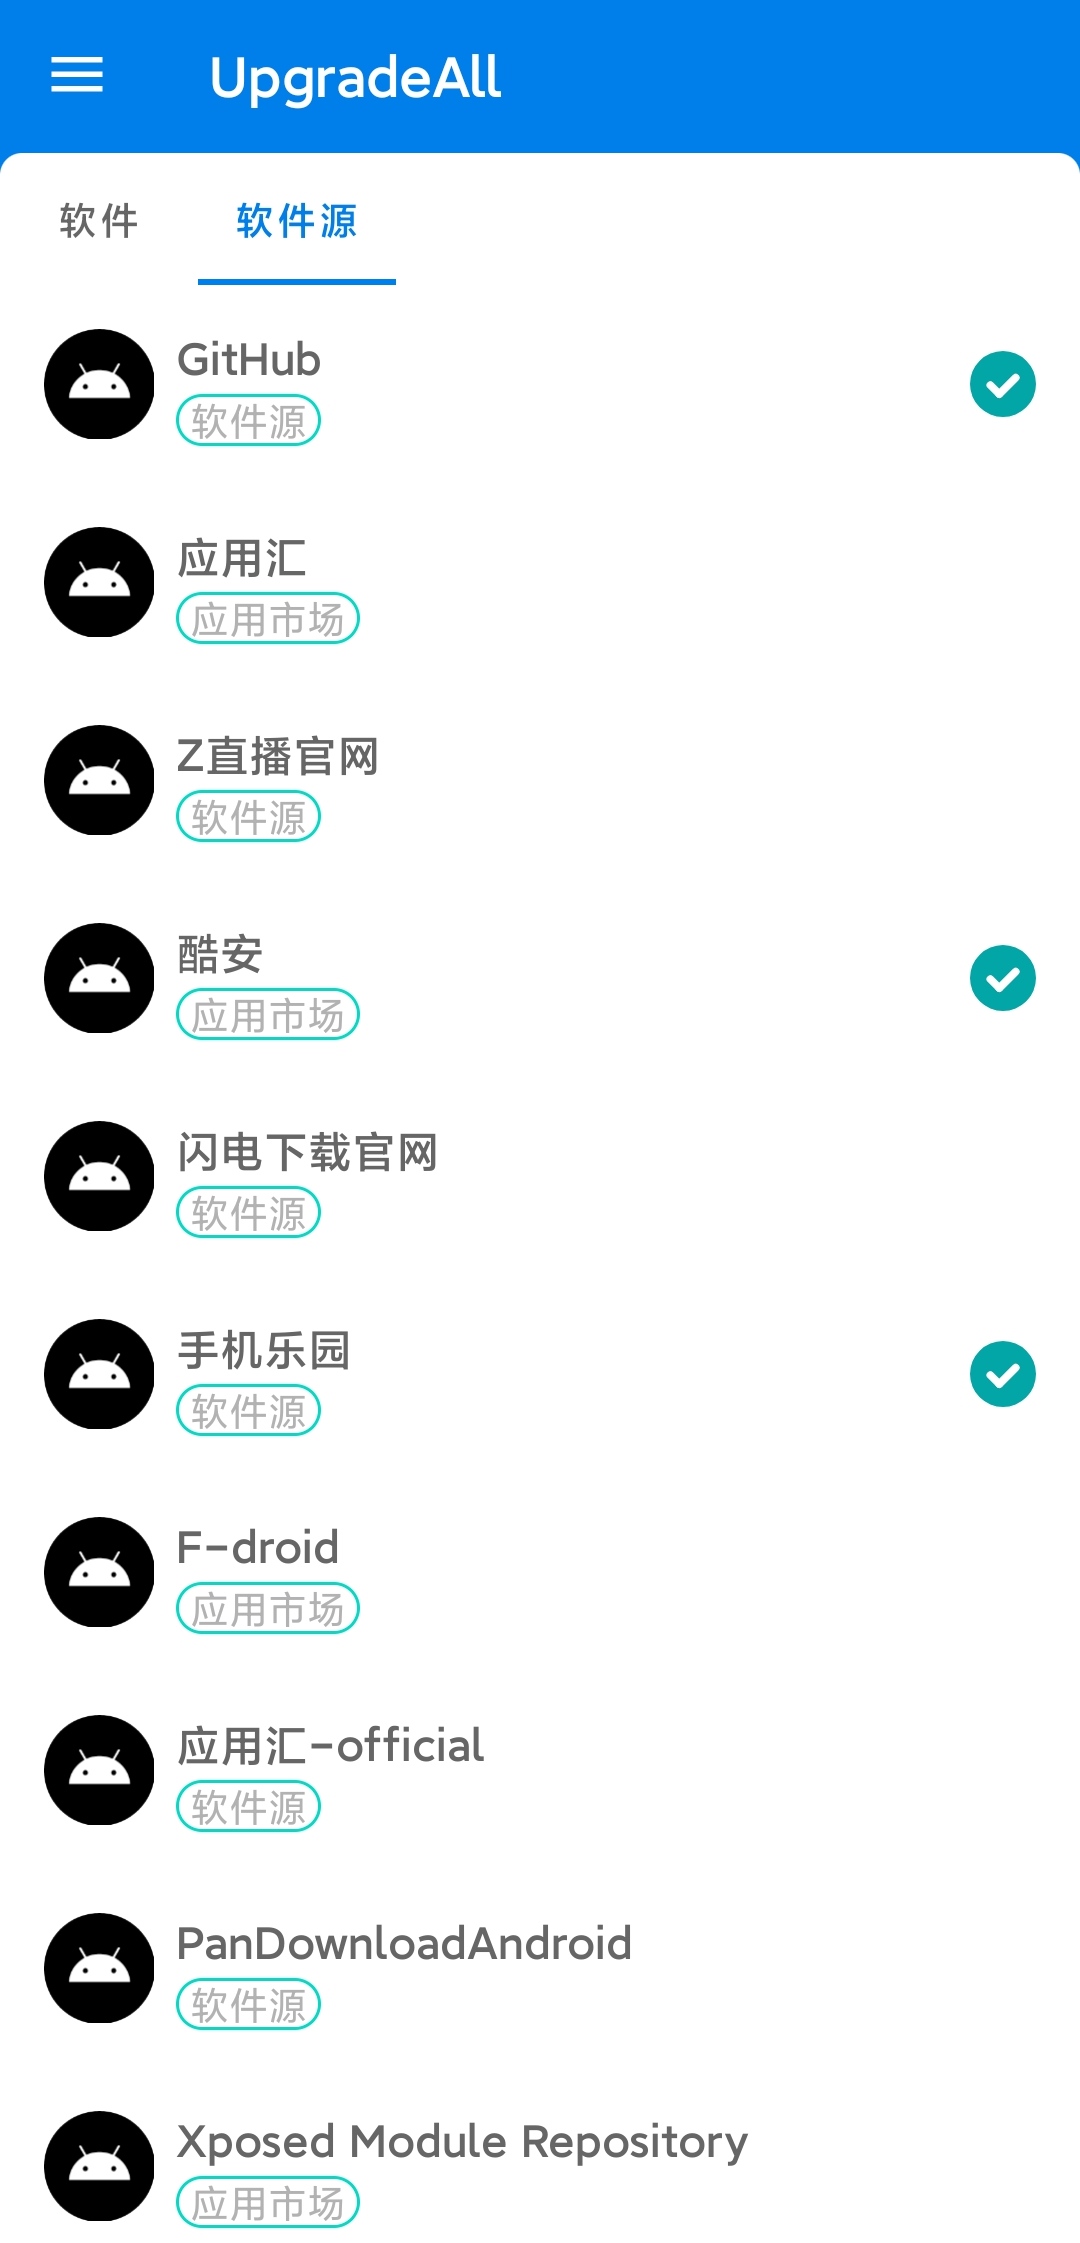 UpgradeAll
软件 软件源
GitHub
软件源
应用汇
应用市场
Z直播官网
软件源
酷安
应用市场
闪电下载官网
软件源
手机乐园
软件源
F-droid
应用市场
应用汇-official
软件源
PanDownloadAndroid
软件源
Xposed Module Repository
应用市场